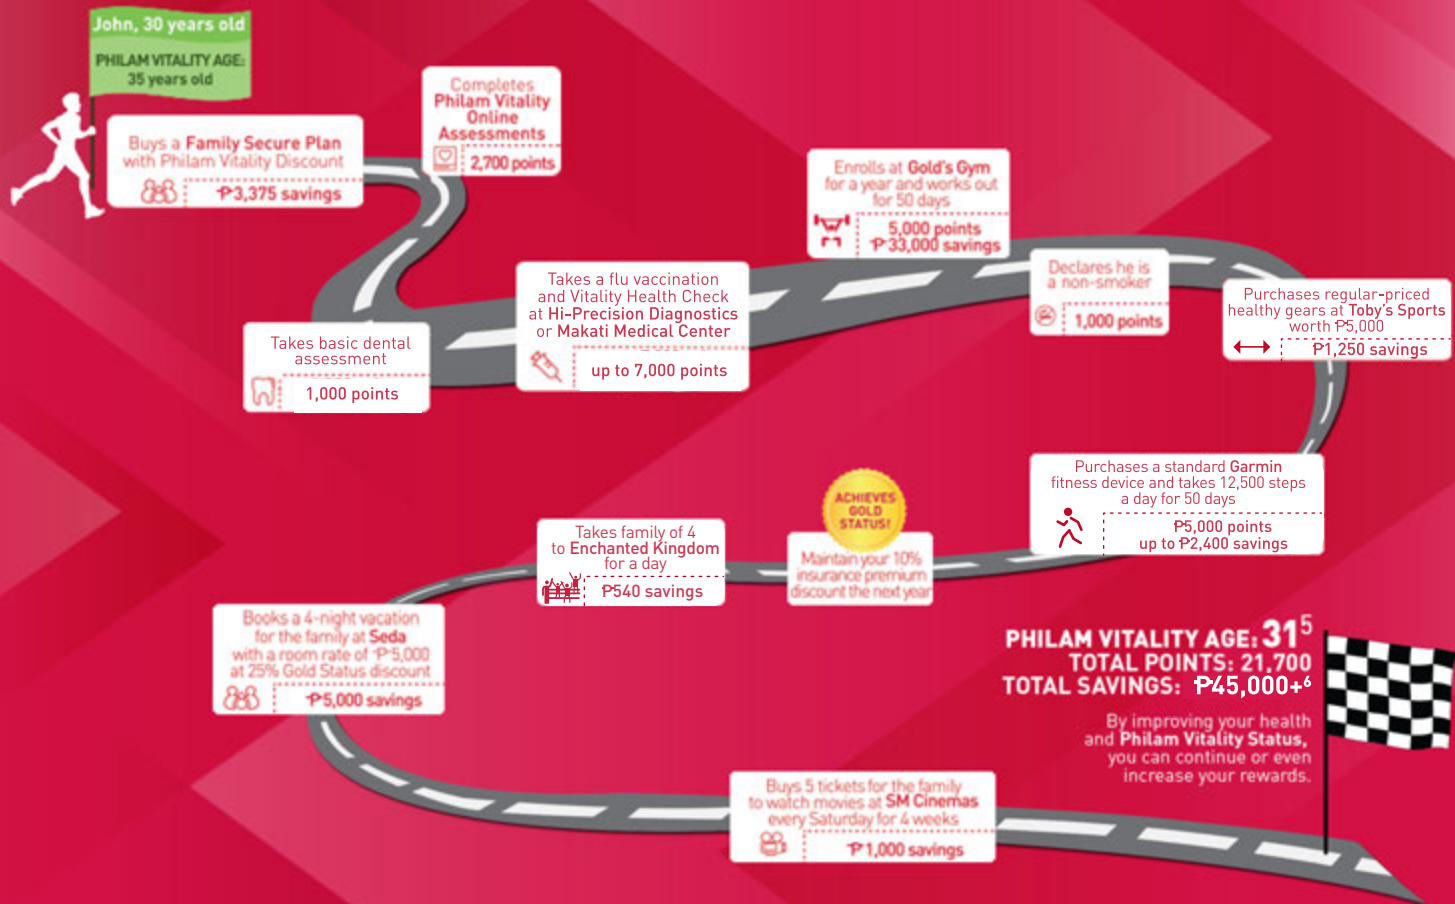 John, 30 years old
PHILAM VITALITY AGE:
35 years old
Buys a Family Secure Plan
with Philam Vitality Discount
₱3,375 savings
Completes
Philam Vitality
Online
Assessments
2,700 points
Takes basic dental
assessment
1,000 points
Takes a flu vaccination
and Vitality Health Check
at Hi-Precision Diagnostics
or Makati Medical Center
up to 7,000 points
Enrolls at Gold's Gym
for a year and works out
for 50 days
5,000 points
₱33,000 savings
Declares he is
a non-smoker
1,000 points
Purchases regular-priced
healthy gears at Toby's Sports
worth ₱5,000
₱1,250 savings
Purchases a standard Garmin
fitness device and takes 12,500 steps
a day for 50 days
₱5,000 points
up to ₱2,400 savings
ACHIEVES
GOLD
STATUS!
Maintain your 10%
insurance premium
discount the next year
Takes family of 4
to Enchanted Kingdom
for a day
₱540 savings
Books a 4-night vacation
for the family at Seda
with a room rate of ₱5,000
at 25% Gold Status discount
₱5,000 savings
Buys 5 tickets for the family
to watch movies at SM Cinemas
every Saturday for 4 weeks
₱1,000 savings
PHILAM VITALITY AGE: 31⁵
TOTAL POINTS: 21,700
TOTAL SAVINGS: ₱45,000+⁶
By improving your health
and Philam Vitality Status,
you can continue or even
increase your rewards.